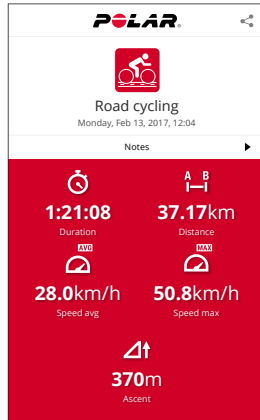 POLAR.
Road cycling
Monday, Feb 13, 2017, 12:04
Notes
A B
1:21:08 37.17km
Duration Distance
AVG MAX
28.0km/h 50.8km/h
Speed avg Speed max
370m
Ascent